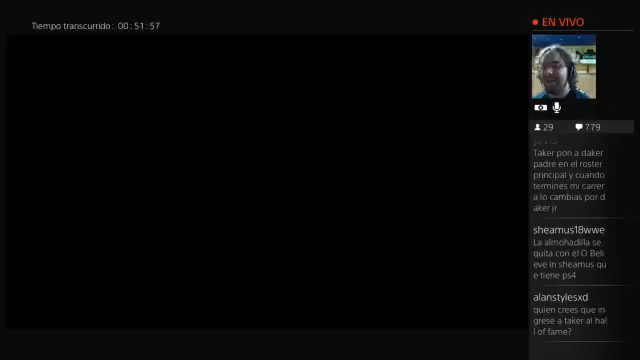 Tiempo transcurrido: 00:51:57
EN VIVO
29 779
Taker pon a daker
padre en el roster
principal y cuando
termines mi carrer
a lo cambias por d
aker jr
sheamus18wwe
La almohadilla se
quita con el O Beli
eve in sheamus qu
e tiene ps4
alanstylesxd
quien crees que in
grese a taker al hal
l of fame?